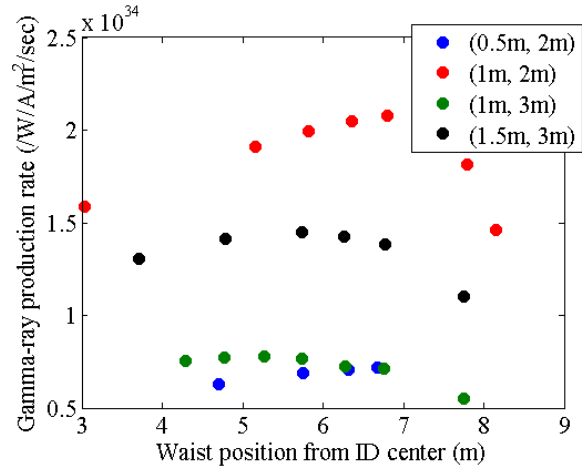 x 10^34
2.5
2
1.5
1
0.5
3 4 5 6 7 8 9
Gamma-ray production rate (/W/A/m²/sec)
Waist position from ID center (m)
(0.5m, 2m)
(1m, 2m)
(1m, 3m)
(1.5m, 3m)